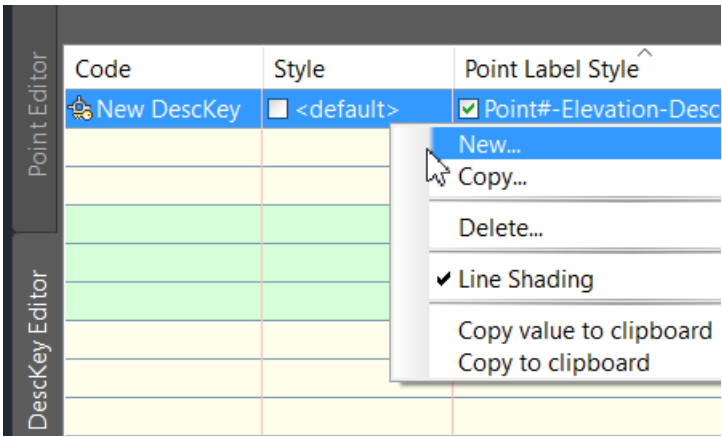 Point Editor
DescKey Editor
Code Style Point Label Style
New DescKey <default> Point#-Elevation-Desc
New...
Copy...
Delete...
Line Shading
Copy value to clipboard
Copy to clipboard